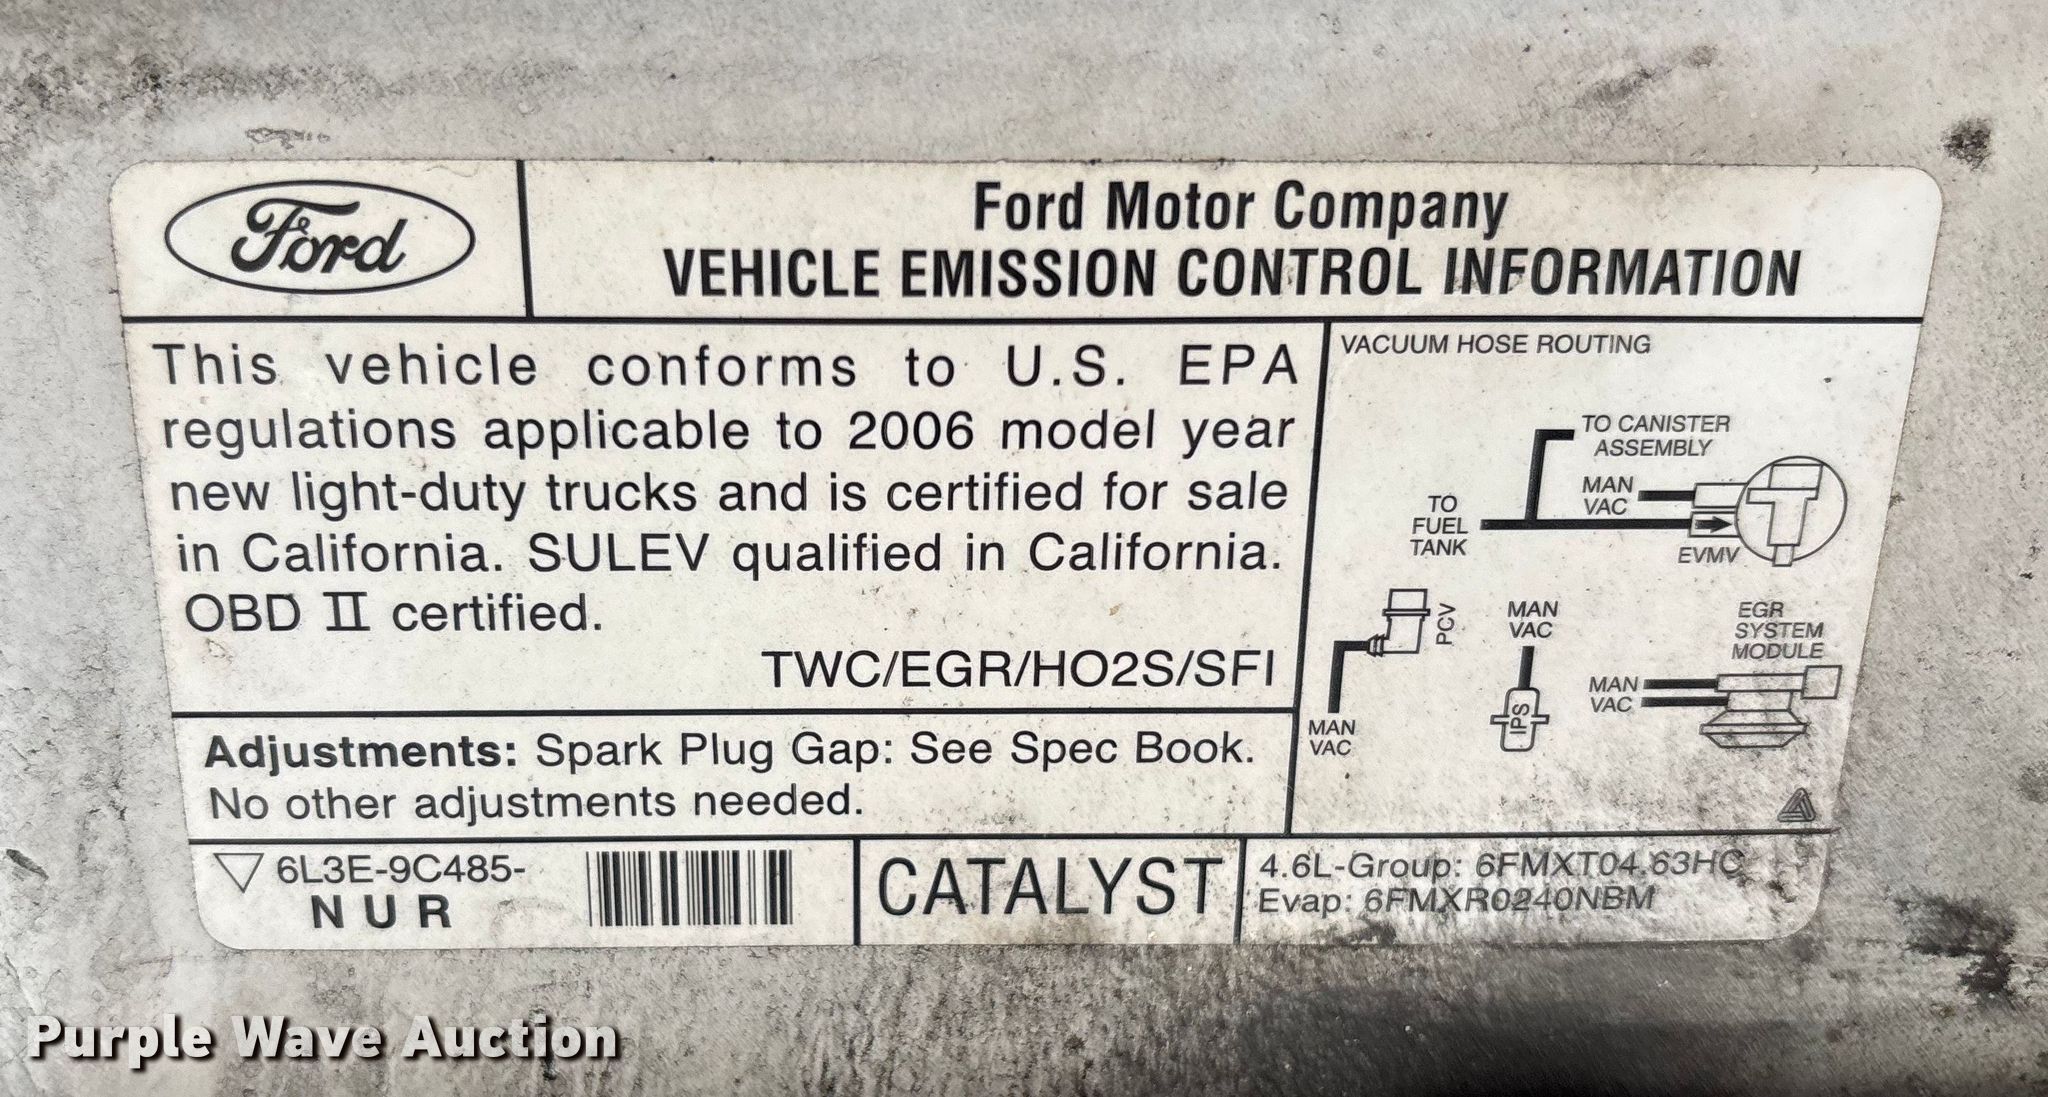 Ford
Ford Motor Company
VEHICLE EMISSION CONTROL INFORMATION
This vehicle conforms to U.S. EPA
regulations applicable to 2006 model year
new light-duty trucks and is certified for sale
in California. SULEV qualified in California.
OBD II certified.
TWC/EGR/HO2S/SFI
Adjustments: Spark Plug Gap: See Spec Book.
No other adjustments needed.
VACUUM HOSE ROUTING
TO CANISTER
ASSEMBLY
MAN
VAC
TO
FUEL
TANK
EVMV
PCV
MAN
VAC
MAN
VAC
IPS
EGR
SYSTEM
MODULE
MAN
VAC
6L3E-9C485-
NUR
CATALYST
4.6L-Group: 6FMXT04.63HC
Evap: 6FMXR0240NBM
Purple Wave Auction